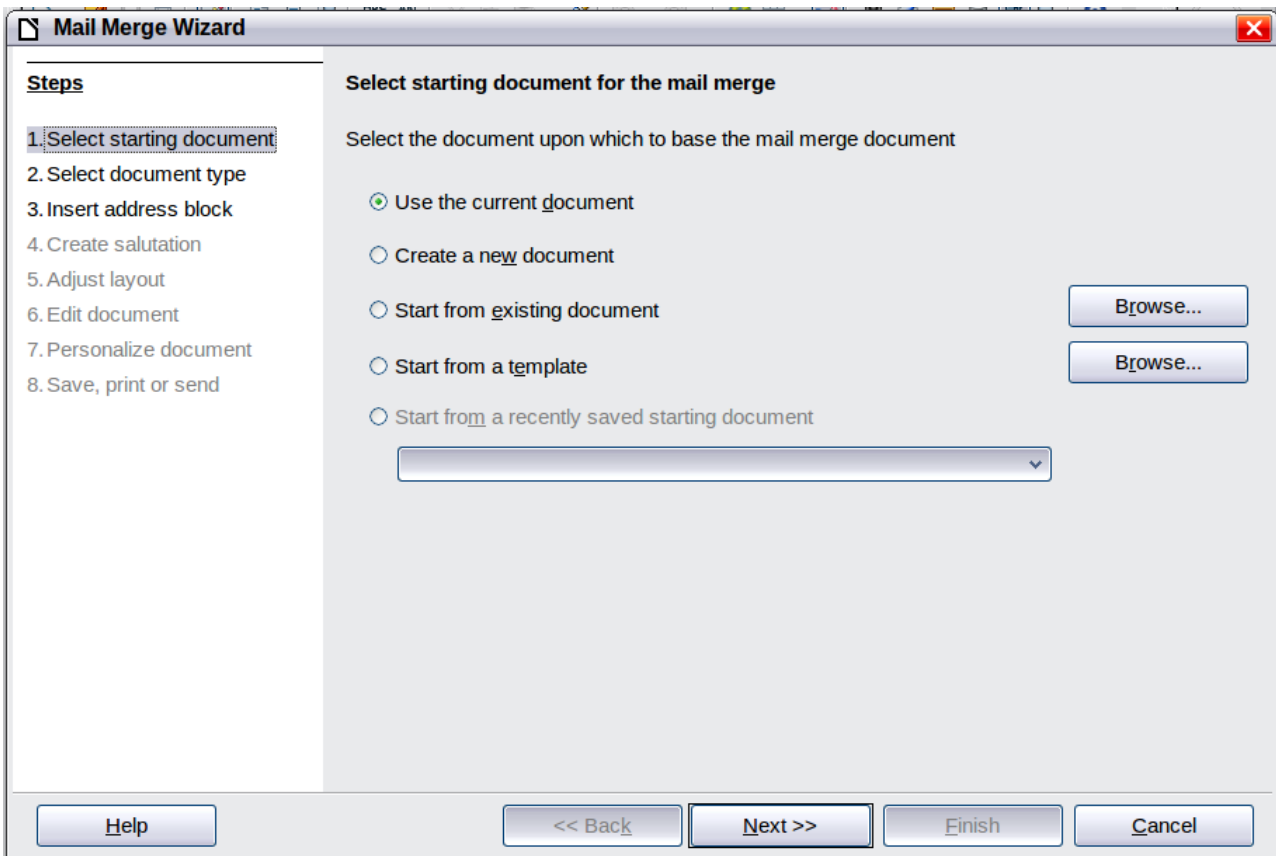 Mail Merge Wizard
Steps
1. Select starting document
2. Select document type
3. Insert address block
4. Create salutation
5. Adjust layout
6. Edit document
7. Personalize document
8. Save, print or send
Select starting document for the mail merge
Select the document upon which to base the mail merge document
Use the current document
Create a new document
Start from existing document
Browse...
Start from a template
Browse...
Start from a recently saved starting document
Help
<< Back
Next >>
Finish
Cancel